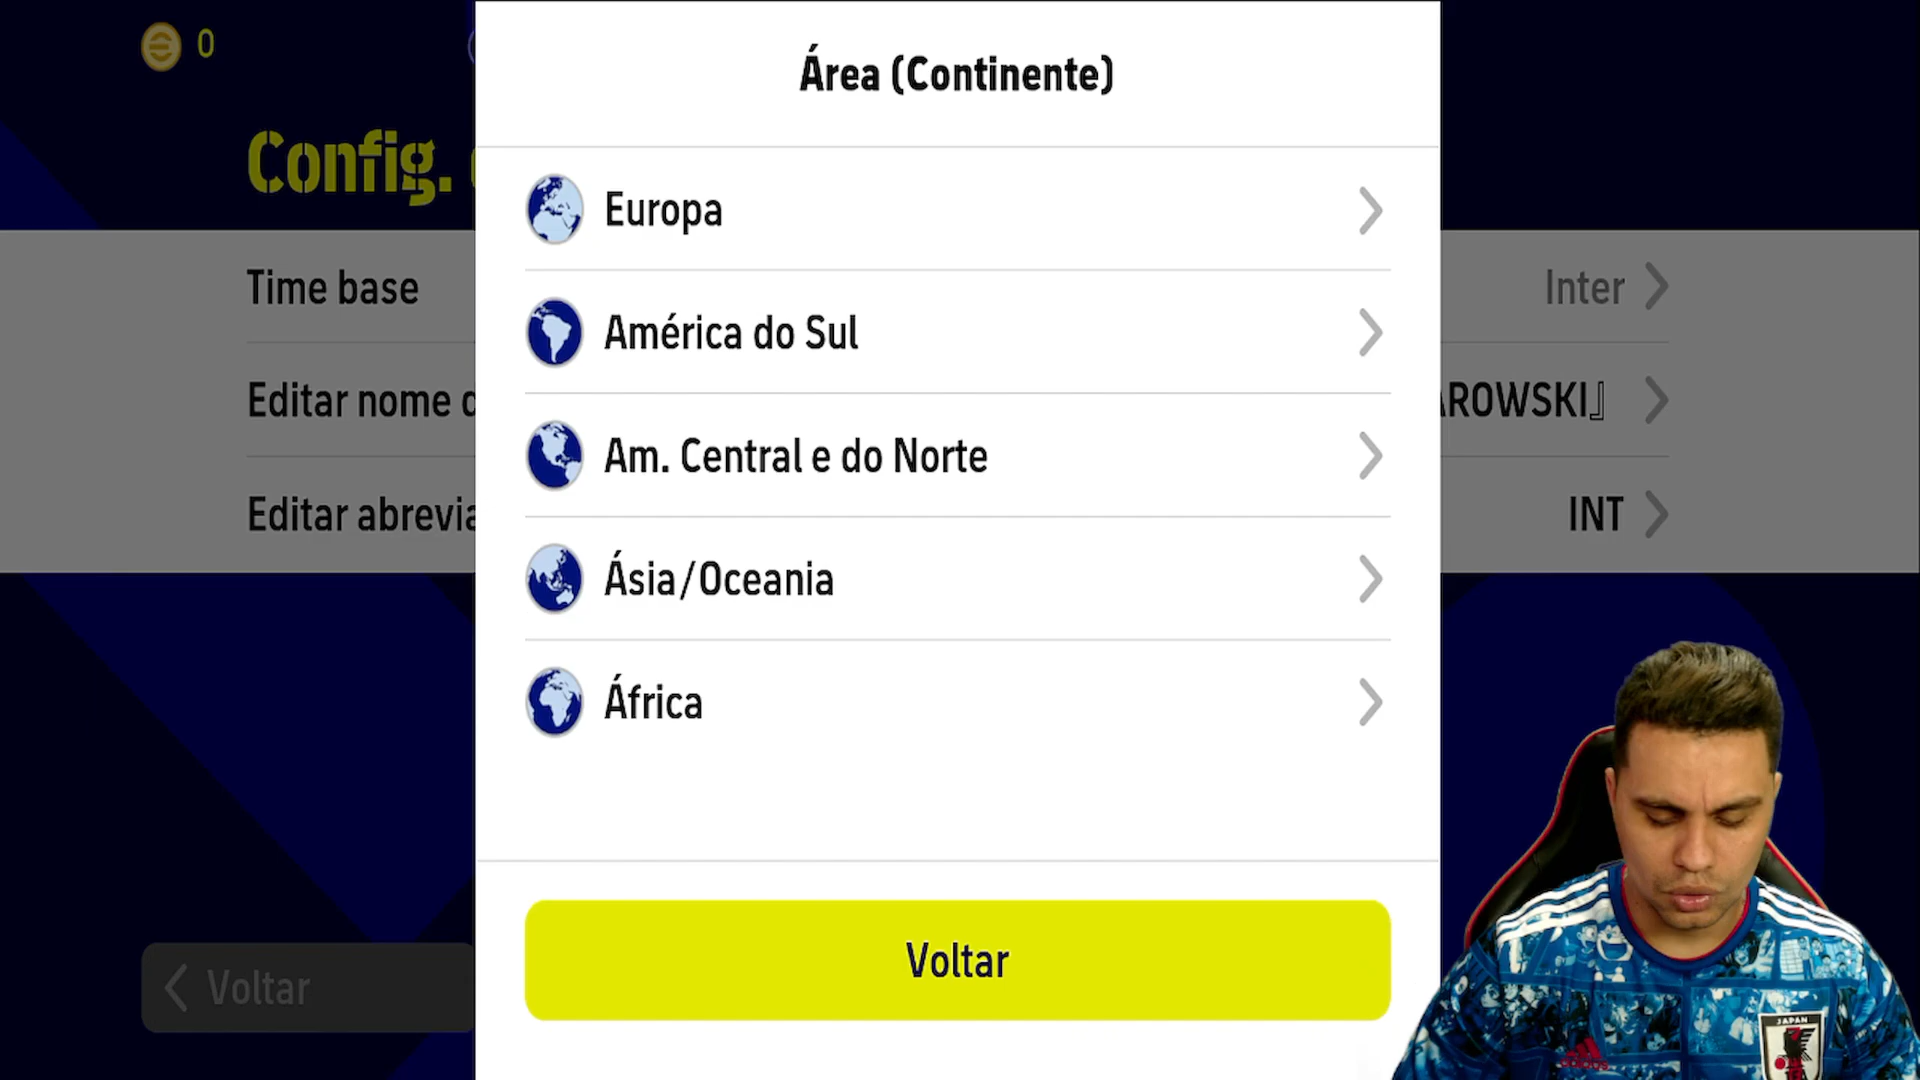 0
Área (Continente)
Config.
Europa
Time base
Inter
América do Sul
Editar nome
ROWSKI』
Am. Central e do Norte
Editar abrevia
INT
Ásia/Oceania
África
Voltar
Voltar
JAPAN
adidas